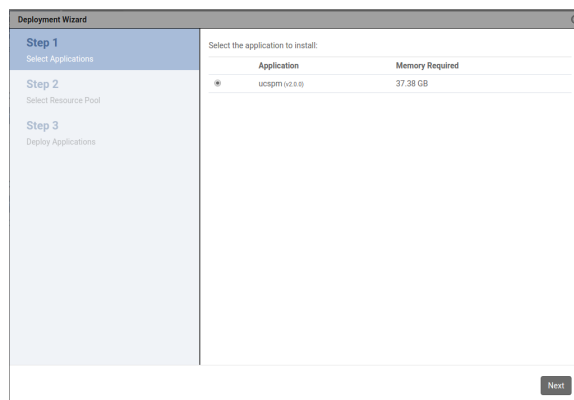 Deployment Wizard
Step 1
Select Applications
Step 2
Select Resource Pool
Step 3
Deploy Applications
Select the application to install:
Application Memory Required
ucspm (v2.0.0) 37.38 GB
Next